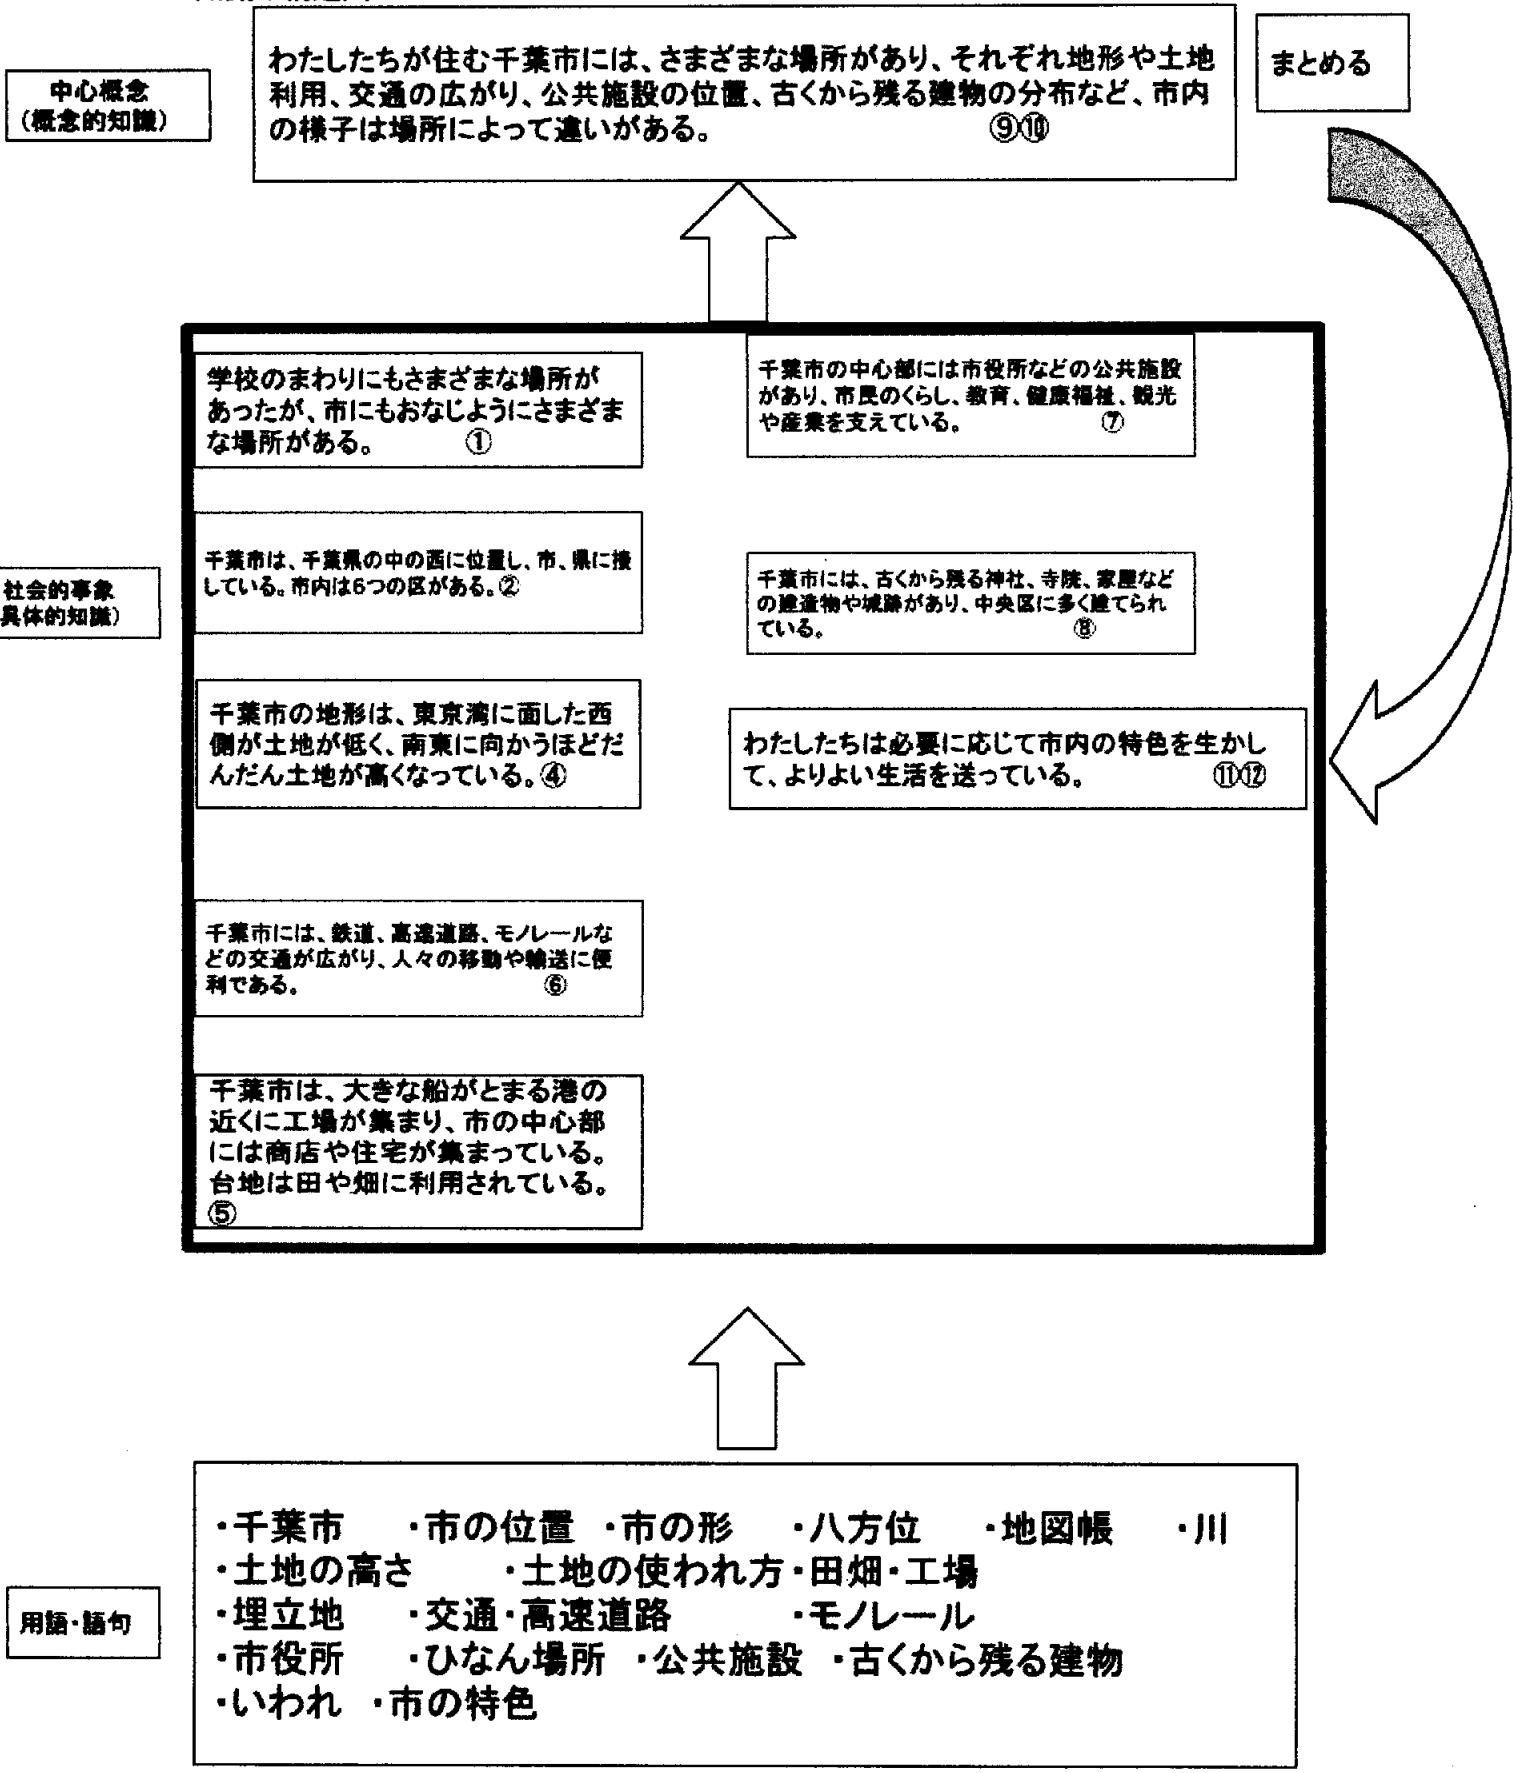 中心概念
（概念的知識）
わたしたちが住む千葉市には、さまざまな場所があり、それぞれ地形や土地
利用、交通の広がり、公共施設の位置、古くから残る建物の分布など、市内
の様子は場所によって違いがある。 ⑨⑩
まとめる
社会的事象
具体的知識）
学校のまわりにもさまざまな場所が
あったが、市にもおなじようにさまざま
な場所がある。 ①
千葉市は、千葉県の中の西に位置し、市、県に接
している。市内は6つの区がある。②
千葉市の地形は、東京湾に面した西
側が土地が低く、南東に向かうほどだ
んだん土地が高くなっている。④
千葉市には、鉄道、高速道路、モノレールな
どの交通が広がり、人々の移動や輸送に便
利である。 ⑥
千葉市は、大きな船がとまる港の
近くに工場が集まり、市の中心部
には商店や住宅が集まっている。
台地は田や畑に利用されている。
⑤
千葉市の中心部には市役所などの公共施設
があり、市民のくらし、教育、健康福祉、観光
や産業を支えている。 ⑦
千葉市には、古くから残る神社、寺院、家屋など
の建造物や城跡があり、中央区に多く建てられ
ている。 ⑧
わたしたちは必要に応じて市内の特色を生かし
て、よりよい生活を送っている。 ⑪⑫
用語・語句
・千葉市 ・市の位置 ・市の形 ・八方位 ・地図帳 ・川
・土地の高さ ・土地の使われ方・田畑・工場
・埋立地 ・交通・高速道路 ・モノレール
・市役所 ・ひなん場所 ・公共施設 ・古くから残る建物
・いわれ ・市の特色